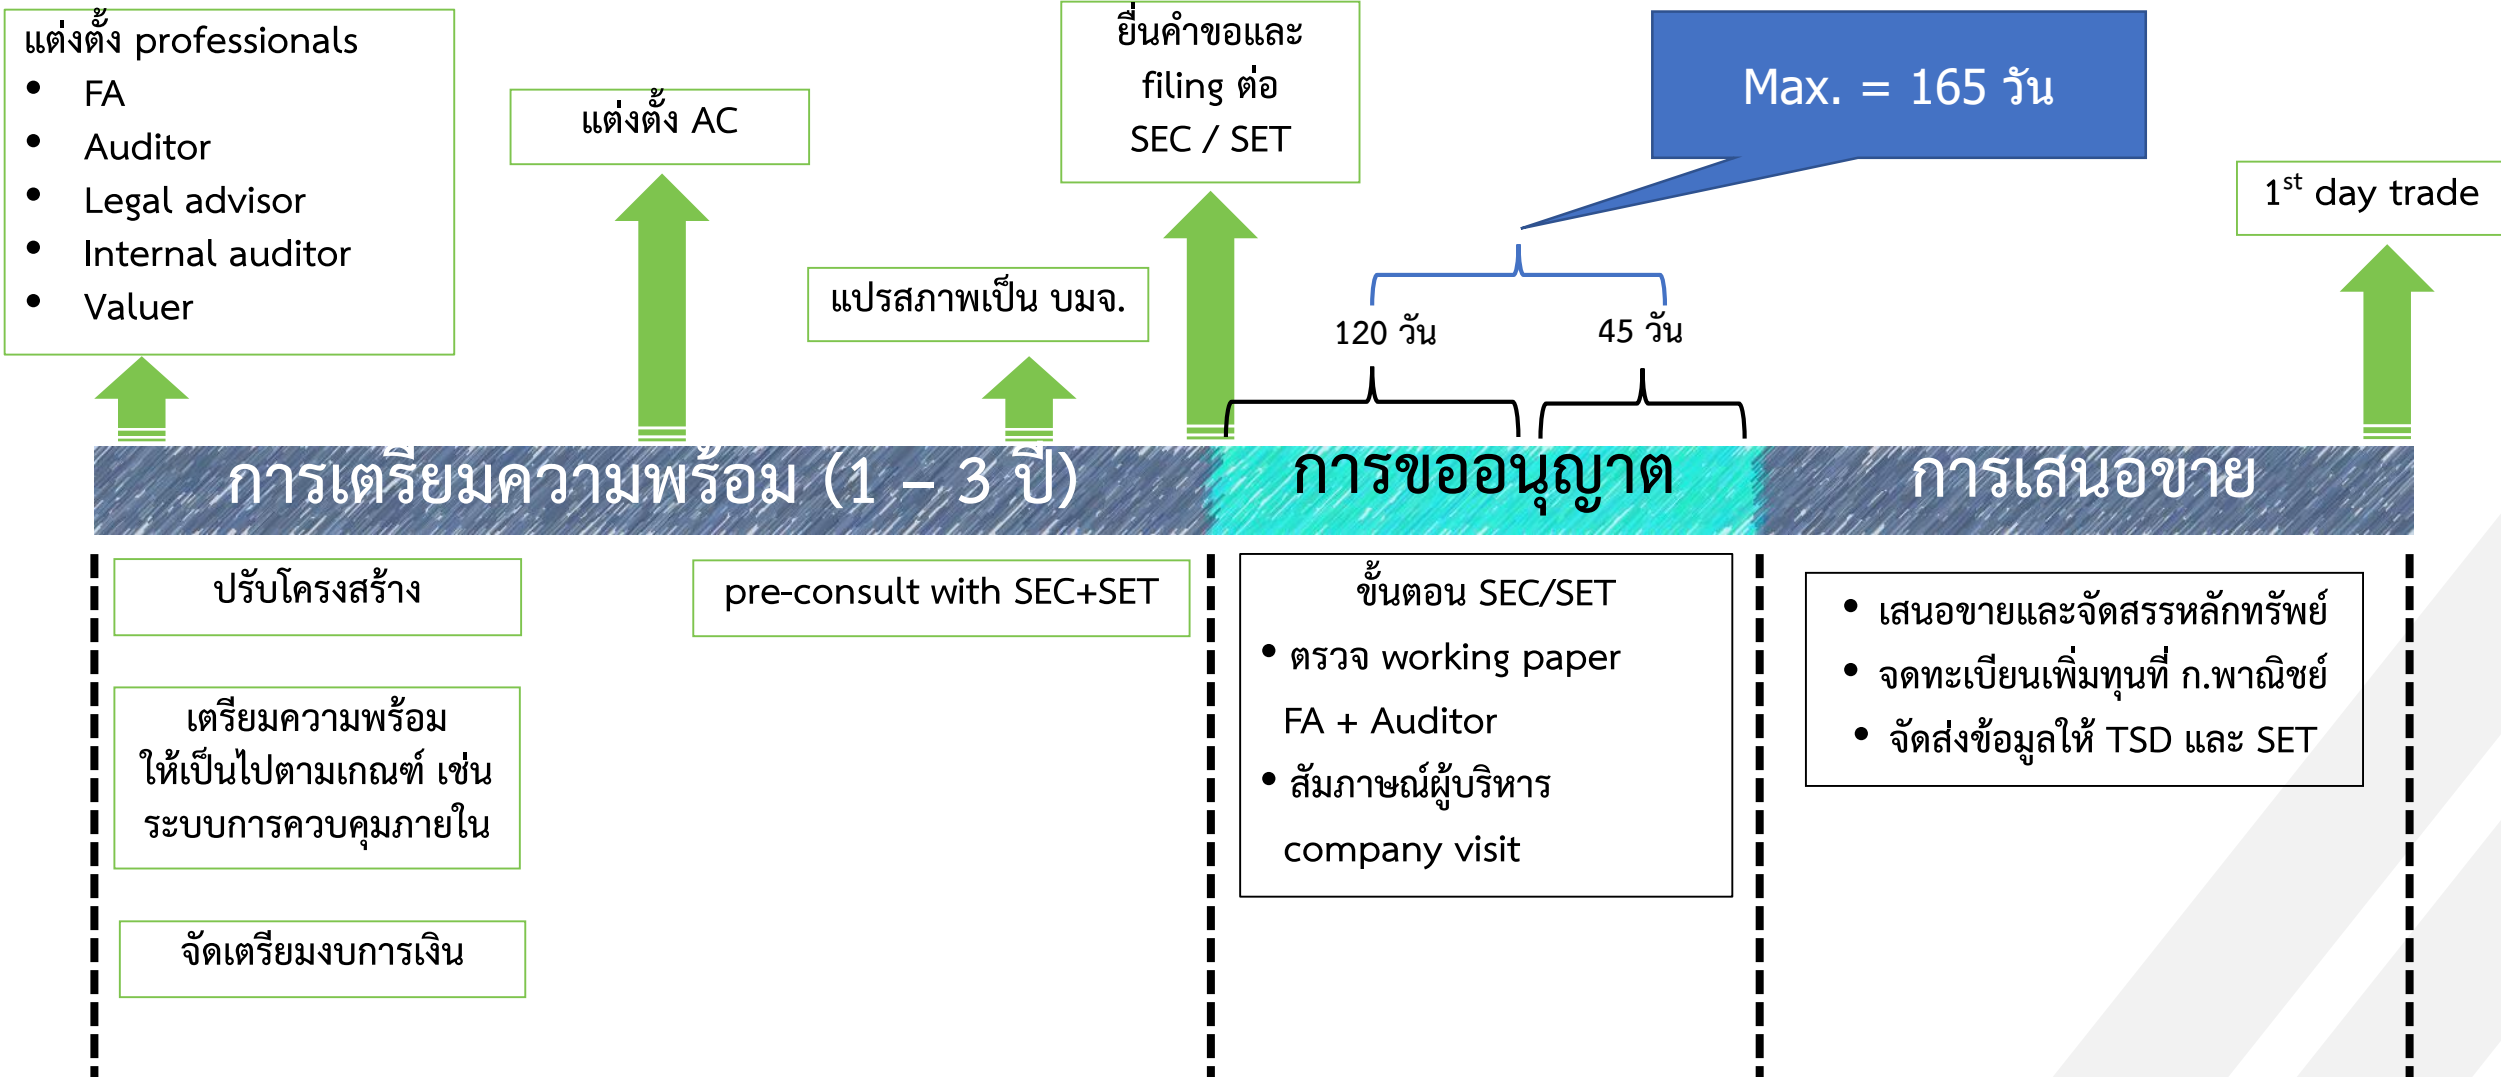 แต่งตั้ง professionals
• FA
• Auditor
• Legal advisor
• Internal auditor
• Valuer
แต่งตั้ง AC
แปรสภาพเป็น บมจ.
ยื่นคำขอและ
filing ต่อ
SEC / SET
Max. = 165 วัน
120 วัน
45 วัน
1st day trade
การเตรียมความพร้อม (1 – 3 ปี)
การขออนุญาต
การเสนอขาย
ปรับโครงสร้าง
เตรียมความพร้อม
ให้เป็นไปตามเกณฑ์ เช่น
ระบบการควบคุมภายใน
จัดเตรียมงบการเงิน
pre-consult with SEC+SET
ขั้นตอน SEC/SET
• ตรวจ working paper
FA + Auditor
• สัมภาษณ์ผู้บริหาร
company visit
• เสนอขายและจัดสรรหลักทรัพย์
• จดทะเบียนเพิ่มทุนที่ ก.พาณิชย์
• จัดส่งข้อมูลให้ TSD และ SET